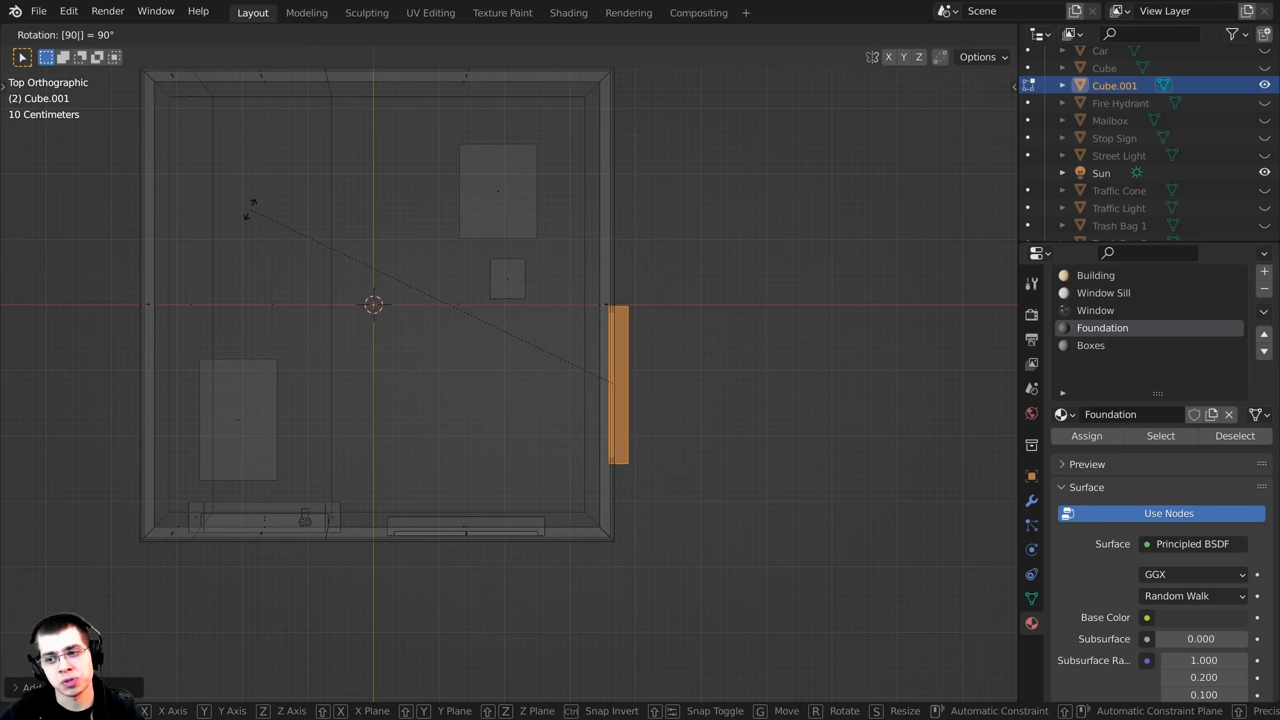 File Edit Render Window Help Layout Modeling Sculpting UV Editing Texture Paint Shading Rendering Compositing + Scene View Layer
Rotation: [90|] = 90°
X Y Z Options
Top Orthographic
(2) Cube.001
10 Centimeters
Car
Cube
Cube.001
Fire Hydrant
Mailbox
Stop Sign
Street Light
Sun
Traffic Cone
Traffic Light
Trash Bag 1
Building
Window Sill
Window
Foundation
Boxes
Foundation
Assign Select Deselect
Preview
Surface
Use Nodes
Surface Principled BSDF
GGX
Random Walk
Base Color
Subsurface 0.000
Subsurface Ra... 1.000
0.200
0.100
X X Axis Y Y Axis Z Z Axis X X Plane Y Y Plane Z Z Plane Ctrl Snap Invert Snap Toggle G Move R Rotate S Resize Automatic Constraint Automatic Constraint Plane